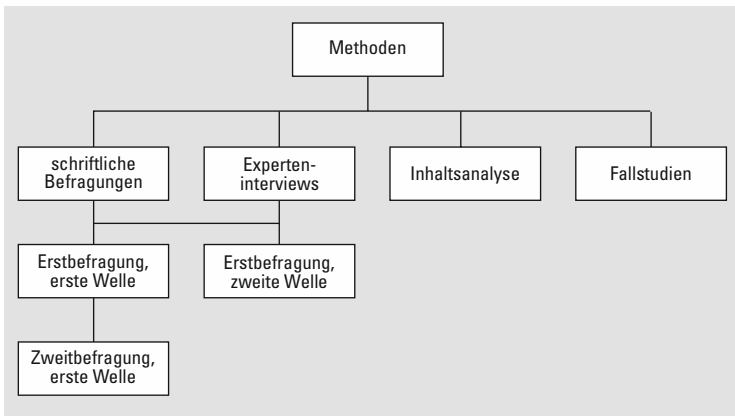 Methoden
schriftliche
Befragungen
Experten-
interviews
Inhaltsanalyse
Fallstudien
Erstbefragung,
erste Welle
Erstbefragung,
zweite Welle
Zweitbefragung,
erste Welle